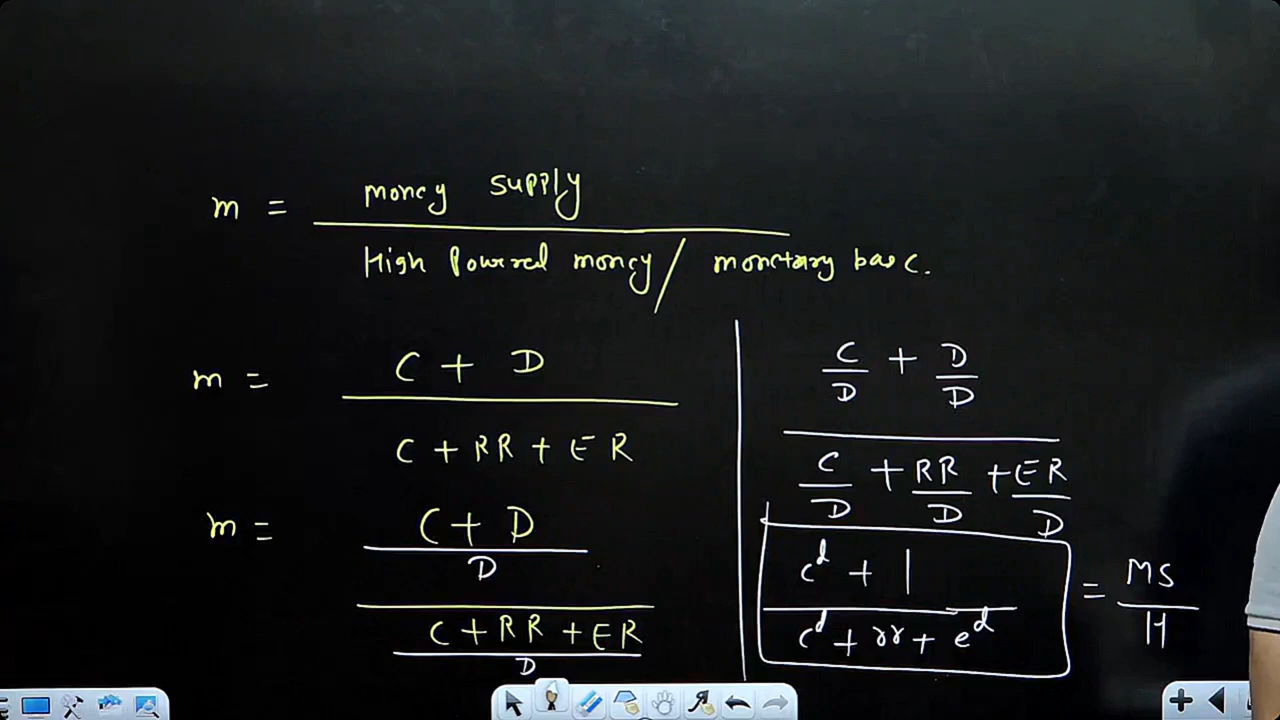 m = money supply
High Powered money / monetary base.
m = C + D
C + RR + ER
m = C + D
D
C + RR + ER
D
C/D + D/D
C/D + RR/D + ER/D
c^d + 1
c^d + rr + e^d
= MS/H